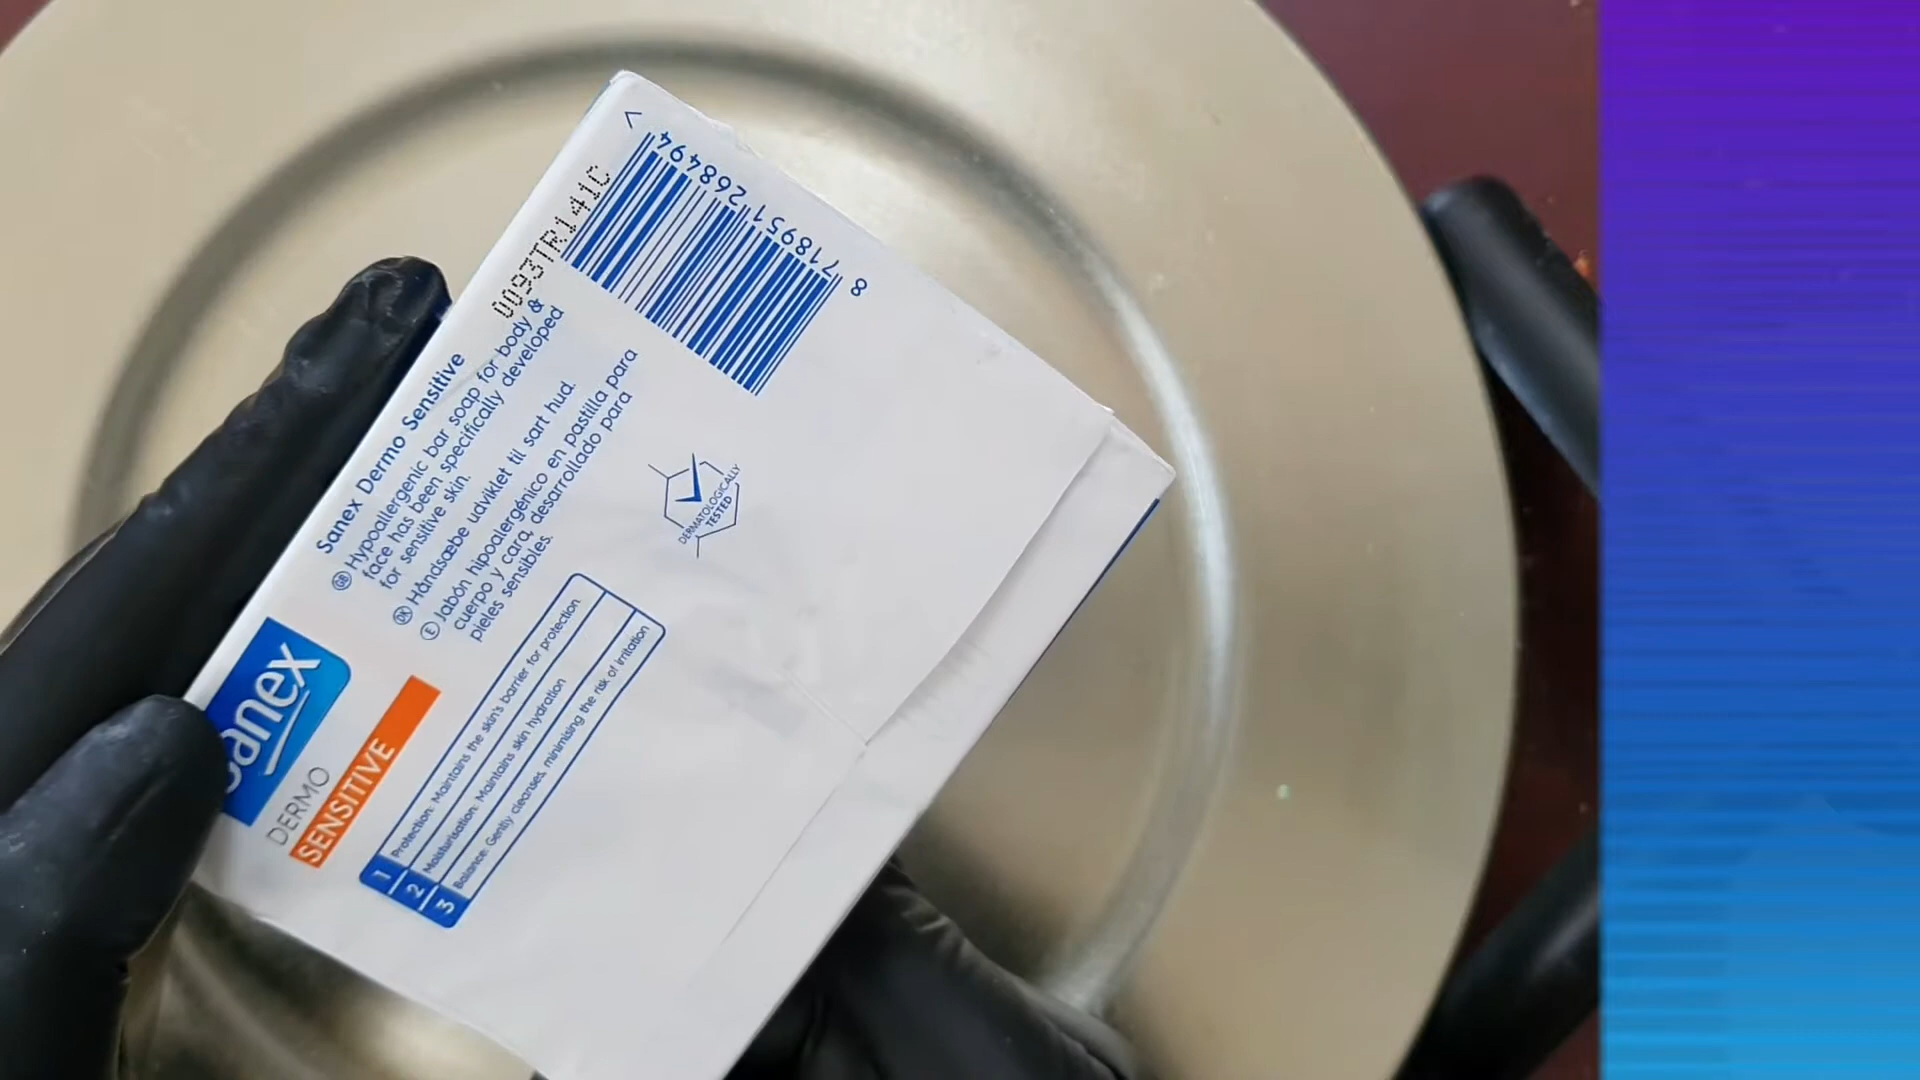 sanex
DERMO
SENSITIVE
Sanex Dermo Sensitive
GB Hypoallergenic bar soap for body &
face has been specifically developed
for sensitive skin.
DK Håndsæbe udviklet til sart hud.
E Jabón hipoalergénico en pastilla para
cuerpo y cara, desarrollado para
pieles sensibles.
1 Protection: Maintains the skin's barrier for protection
2 Moisturisation: Maintains skin hydration
3 Balance: Gently cleanses, minimising the risk of irritation
DERMATOLOGICALLY
TESTED
0093TR141C
8 718951 268494 >